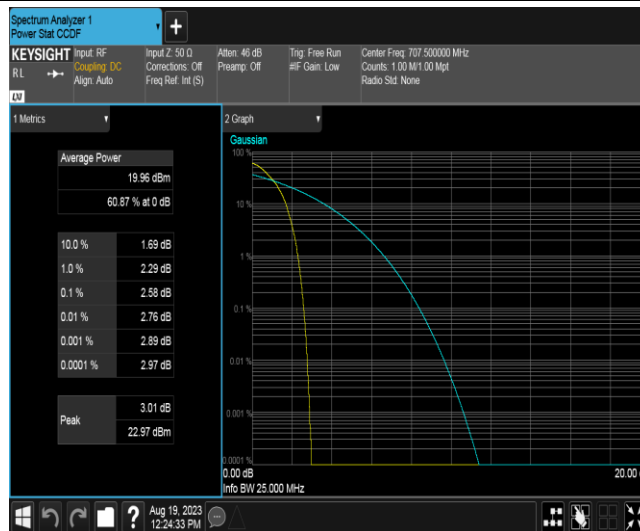 Spectrum Analyzer 1
Power Stat CCDF
+
KEYSIGHT
RL
LXI
Input: RF
Coupling: DC
Align: Auto
Input Z: 50 Ω
Corrections: Off
Freq Ref: Int (S)
Atten: 46 dB
Preamp: Off
Trig: Free Run
#IF Gain: Low
Center Freq: 707.500000 MHz
Counts: 1.00 M/1.00 Mpt
Radio Std: None
1 Metrics
Average Power
19.96 dBm
60.87 % at 0 dB
10.0 % 1.69 dB
1.0 % 2.29 dB
0.1 % 2.58 dB
0.01 % 2.76 dB
0.001 % 2.89 dB
0.0001 % 2.97 dB
Peak
3.01 dB
22.97 dBm
2 Graph
Gaussian
100 %
10 %
1 %
0.1 %
0.01 %
0.001 %
0.0001 %
0.00 dB
20.00
Info BW 25.000 MHz
?
Aug 19, 2023
12:24:33 PM